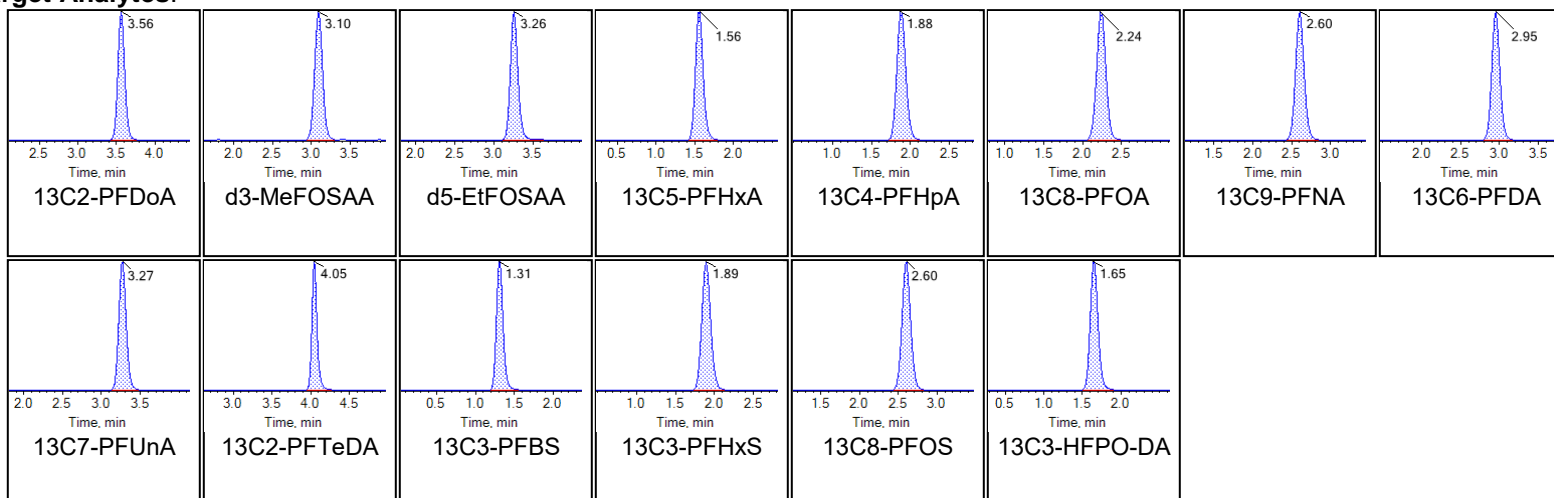 rget Analytes:
3.56 3.10 3.26 1.56 1.88 2.24 2.60 2.95
2.5 3.0 3.5 4.0 2.0 2.5 3.0 3.5 2.0 2.5 3.0 3.5 0.5 1.0 1.5 2.0 1.0 1.5 2.0 2.5 1.0 1.5 2.0 2.5 1.5 2.0 2.5 3.0 2.0 2.5 3.0 3.5
Time, min Time, min Time, min Time, min Time, min Time, min Time, min Time, min
13C2-PFDoA d3-MeFOSAA d5-EtFOSAA 13C5-PFHxA 13C4-PFHpA 13C8-PFOA 13C9-PFNA 13C6-PFDA
3.27 4.05 1.31 1.89 2.60 1.65
2.0 2.5 3.0 3.5 3.0 3.5 4.0 4.5 0.5 1.0 1.5 2.0 1.0 1.5 2.0 2.5 1.5 2.0 2.5 3.0 0.5 1.0 1.5 2.0
Time, min Time, min Time, min Time, min Time, min Time, min
13C7-PFUnA 13C2-PFTeDA 13C3-PFBS 13C3-PFHxS 13C8-PFOS 13C3-HFPO-DA